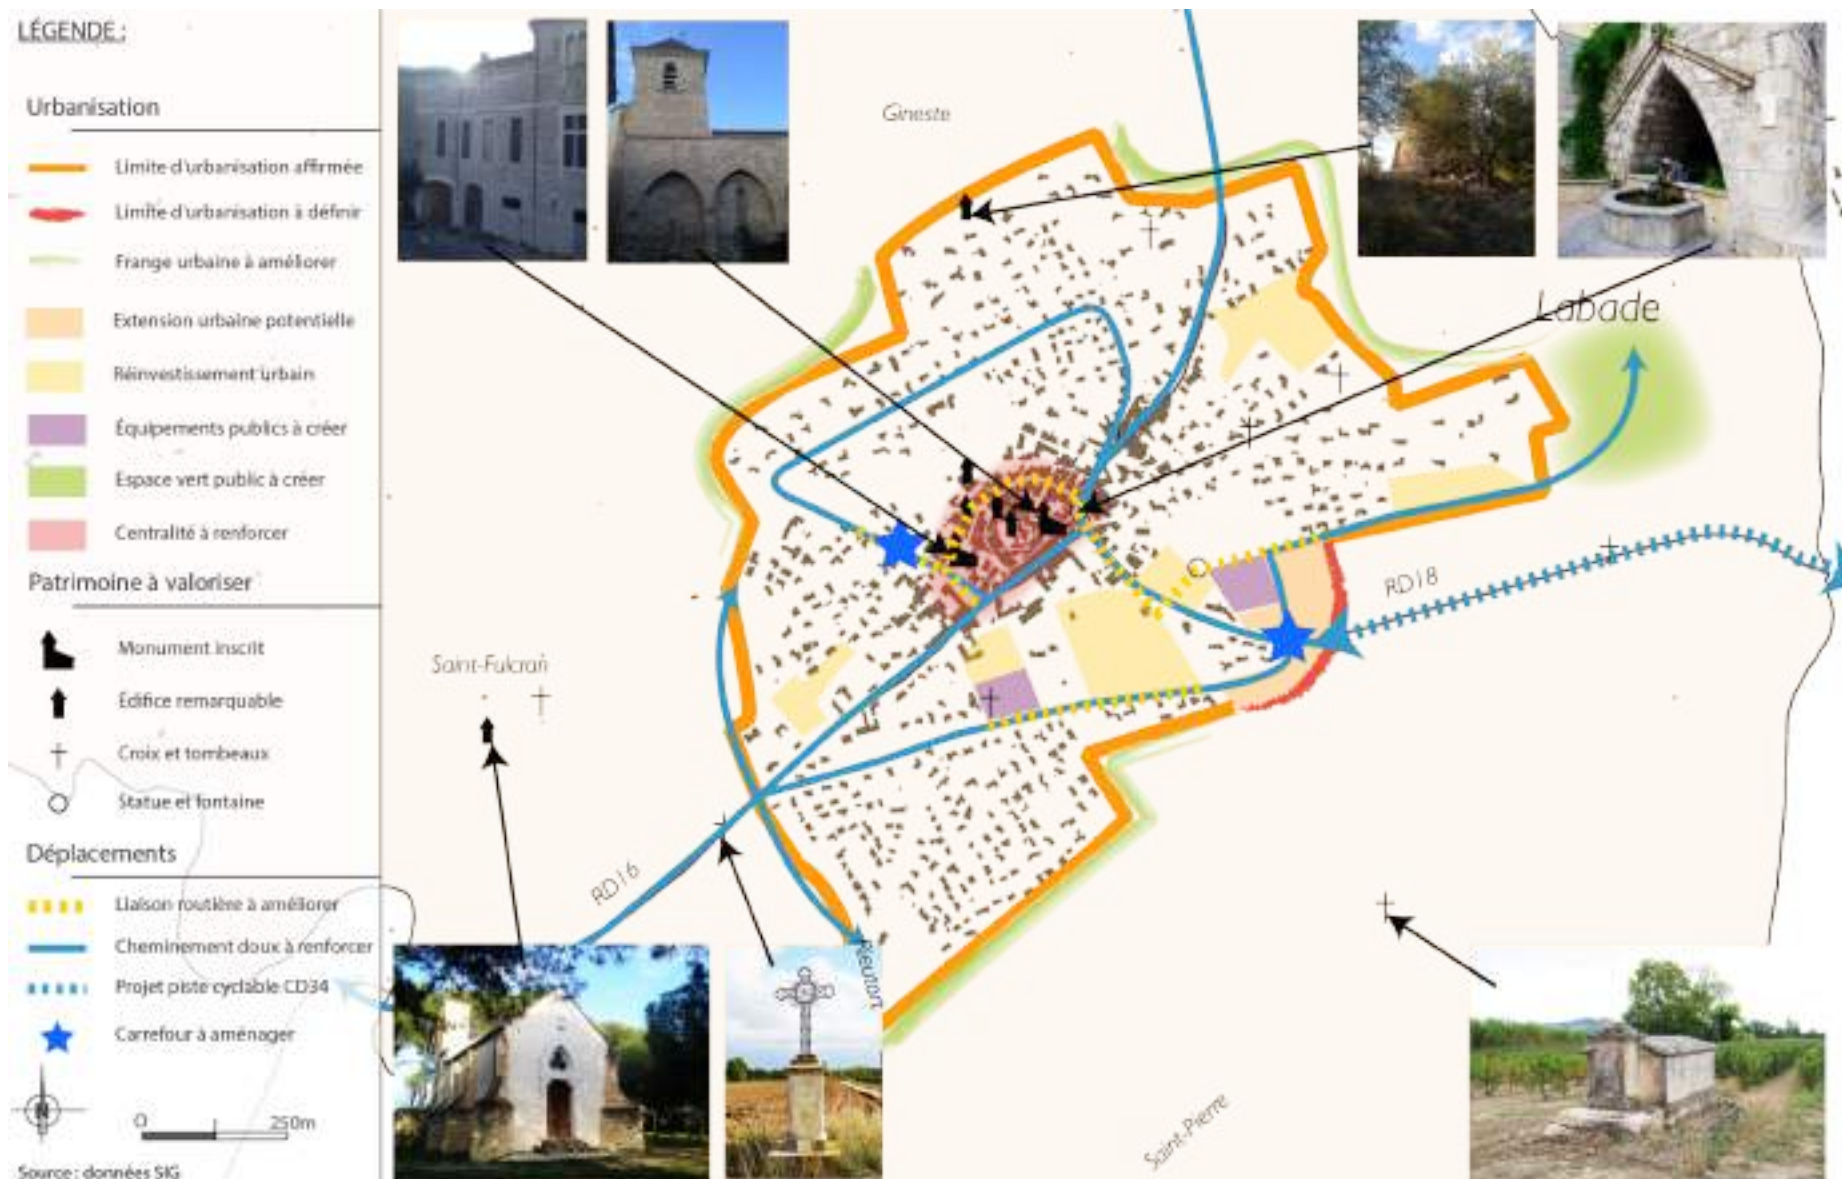 LÉGENDE :
Urbanisation
Limite d'urbanisation affirmée
Limite d'urbanisation à définir
Frange urbaine à améliorer
Extension urbaine potentielle
Réinvestissement urbain
Équipements publics à créer
Espace vert public à créer
Centralité à renforcer
Patrimoine à valoriser
Monument inscrit
Edifice remarquable
Croix et tombeaux
Statue et fontaine
Déplacements
Liaison routière à améliorer
Cheminement doux à renforcer
Projet piste cyclable CD34
Carrefour à aménager
N
0 250m
Source : données SIG
Gineste
Labade
RD18
Saint-Fulcran
RD16
Saint-Pierre